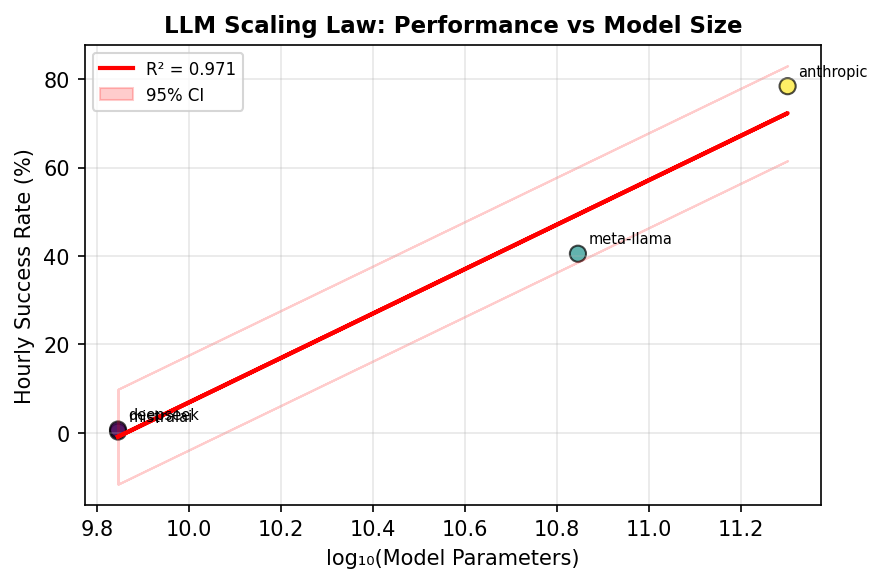 LLM Scaling Law: Performance vs Model Size
R² = 0.971
95% CI
anthropic
meta-llama
deepseek
mistralai
Hourly Success Rate (%)
80
60
40
20
0
9.8 10.0 10.2 10.4 10.6 10.8 11.0 11.2
log₁₀(Model Parameters)